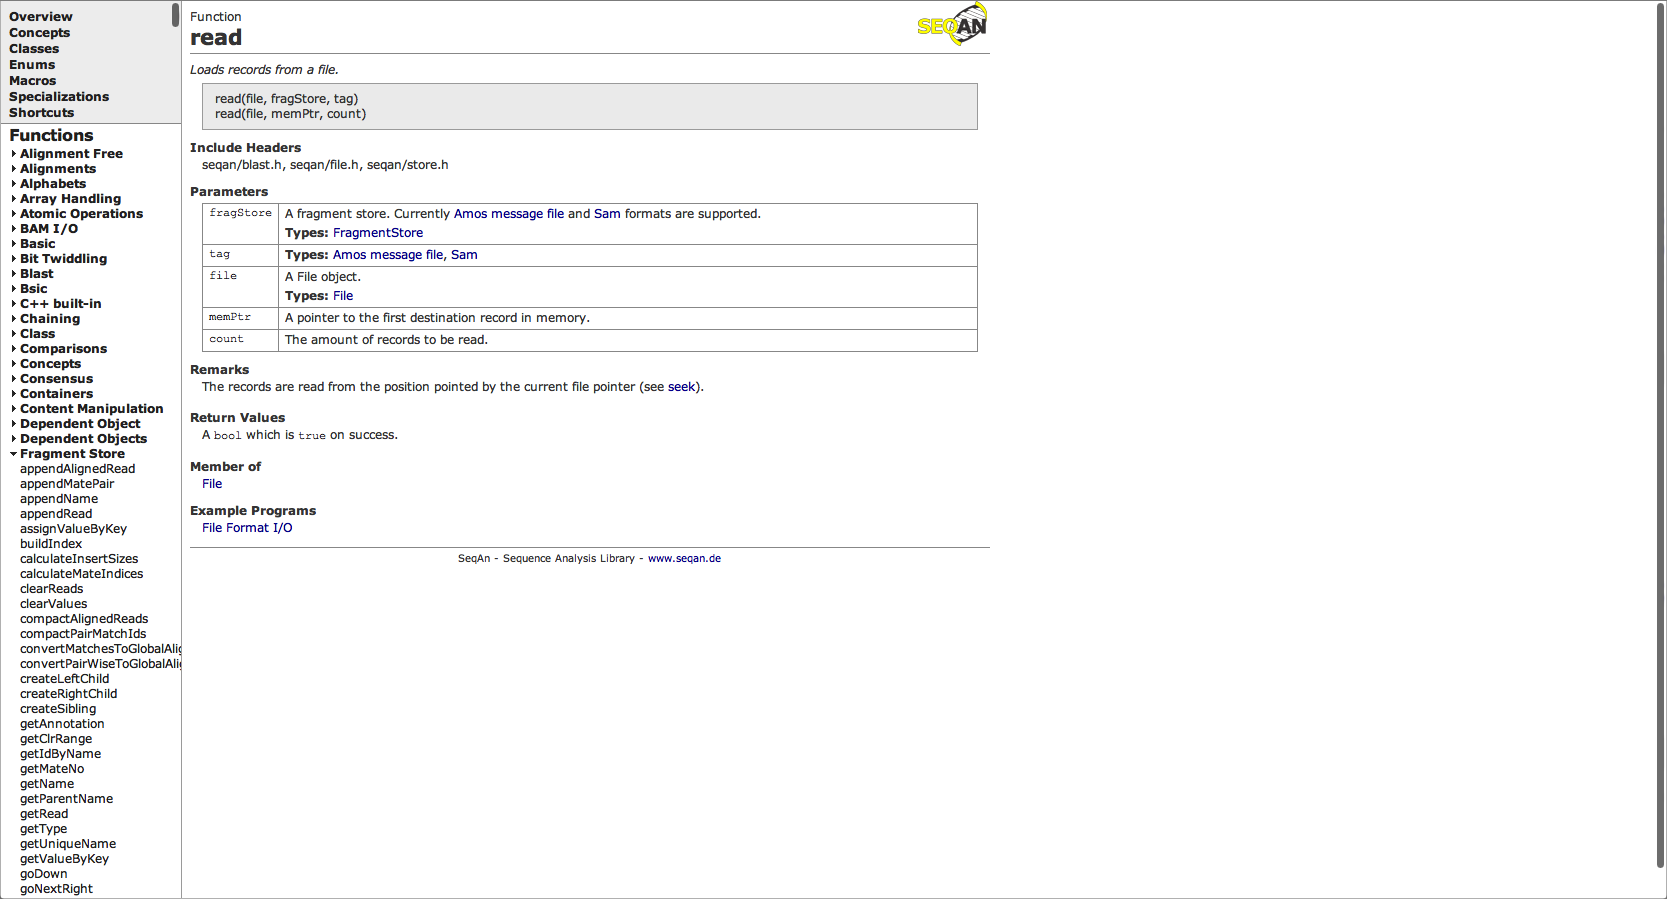 Overview
Concepts
Classes
Enums
Macros
Specializations
Shortcuts
Functions
Alignment Free
Alignments
Alphabets
Array Handling
Atomic Operations
BAM I/O
Basic
Bit Twiddling
Blast
Bsic
C++ built-in
Chaining
Class
Comparisons
Concepts
Consensus
Containers
Content Manipulation
Dependent Object
Dependent Objects
Fragment Store
appendAlignedRead
appendMatePair
appendName
appendRead
assignValueByKey
buildIndex
calculateInsertSizes
calculateMateIndices
clearReads
clearValues
compactAlignedReads
compactPairMatchIds
convertMatchesToGlobalAlig
convertPairWiseToGlobalAlig
createLeftChild
createRightChild
createSibling
getAnnotation
getClrRange
getIdByName
getMateNo
getName
getParentName
getRead
getType
getUniqueName
getValueByKey
goDown
goNextRight
Function
read
SEQAN
Loads records from a file.
read(file, fragStore, tag)
read(file, memPtr, count)
Include Headers
seqan/blast.h, seqan/file.h, seqan/store.h
Parameters
fragStore A fragment store. Currently Amos message file and Sam formats are supported.
Types: FragmentStore
tag Types: Amos message file, Sam
file A File object.
Types: File
memPtr A pointer to the first destination record in memory.
count The amount of records to be read.
Remarks
The records are read from the position pointed by the current file pointer (see seek).
Return Values
A bool which is true on success.
Member of
File
Example Programs
File Format I/O
SeqAn - Sequence Analysis Library - www.seqan.de